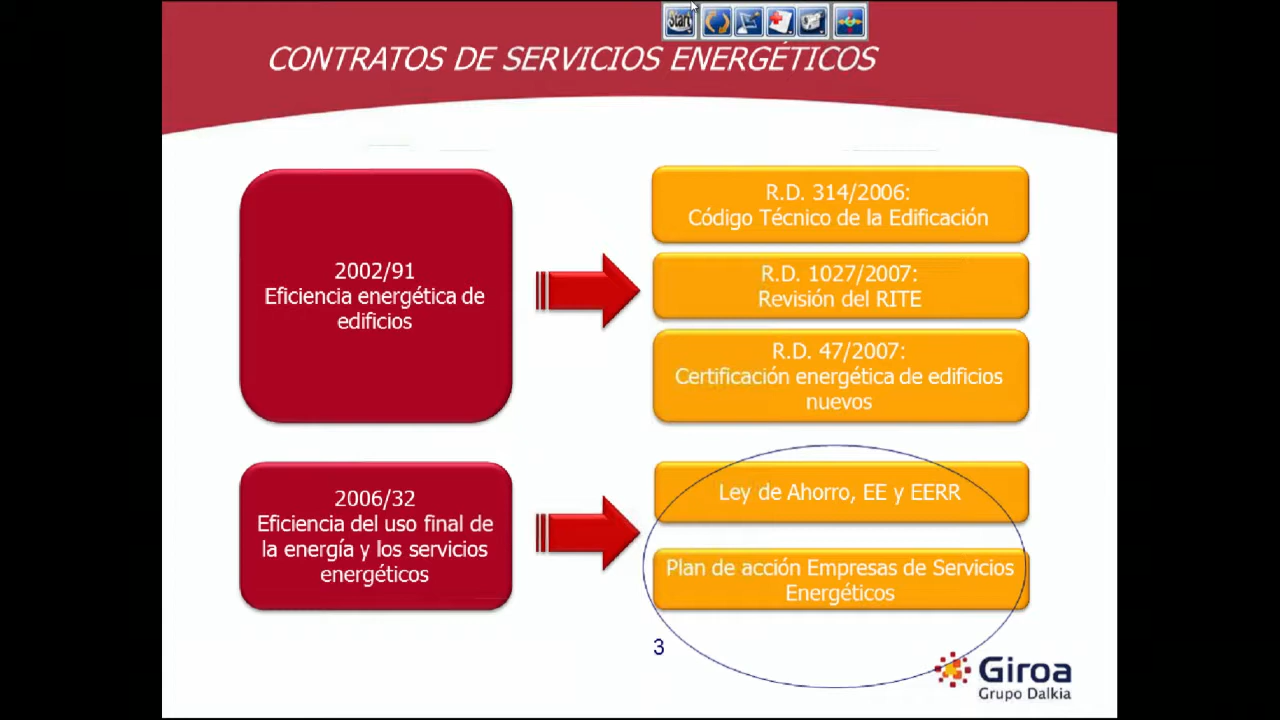 Start
CONTRATOS DE SERVICIOS ENERGÉTICOS
2002/91
Eficiencia energética de
edificios
R.D. 314/2006:
Código Técnico de la Edificación
R.D. 1027/2007:
Revisión del RITE
R.D. 47/2007:
Certificación energética de edificios
nuevos
2006/32
Eficiencia del uso final de
la energía y los servicios
energéticos
Ley de Ahorro, EE y EERR
Plan de acción Empresas de Servicios
Energéticos
3
Giroa
Grupo Dalkia